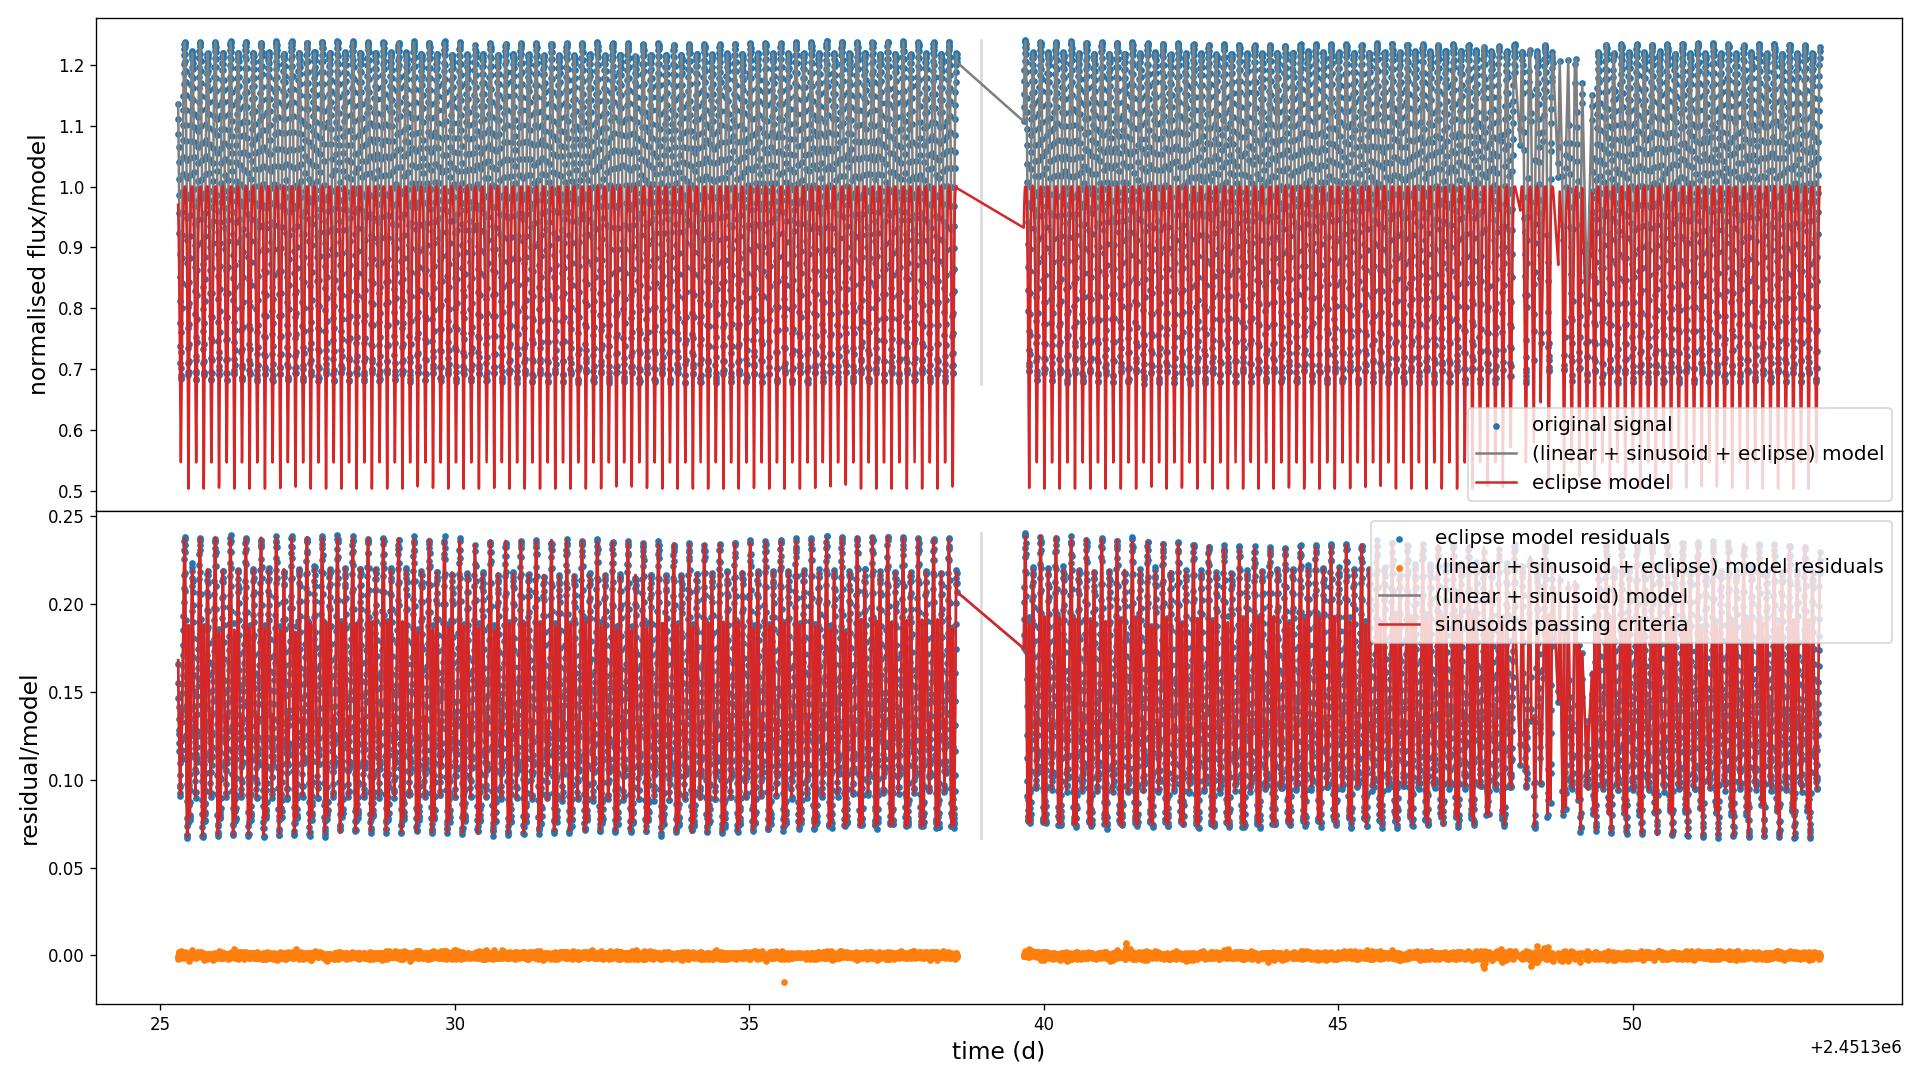 normalised flux/model
1.2
1.1
1.0
0.9
0.8
0.7
0.6
0.5
original signal
(linear + sinusoid + eclipse) model
eclipse model
residual/model
0.25
0.20
0.15
0.10
0.05
0.00
eclipse model residuals
(linear + sinusoid + eclipse) model residuals
(linear + sinusoid) model
sinusoids passing criteria
25 30 35 40 45 50
time (d)
+2.4513e6